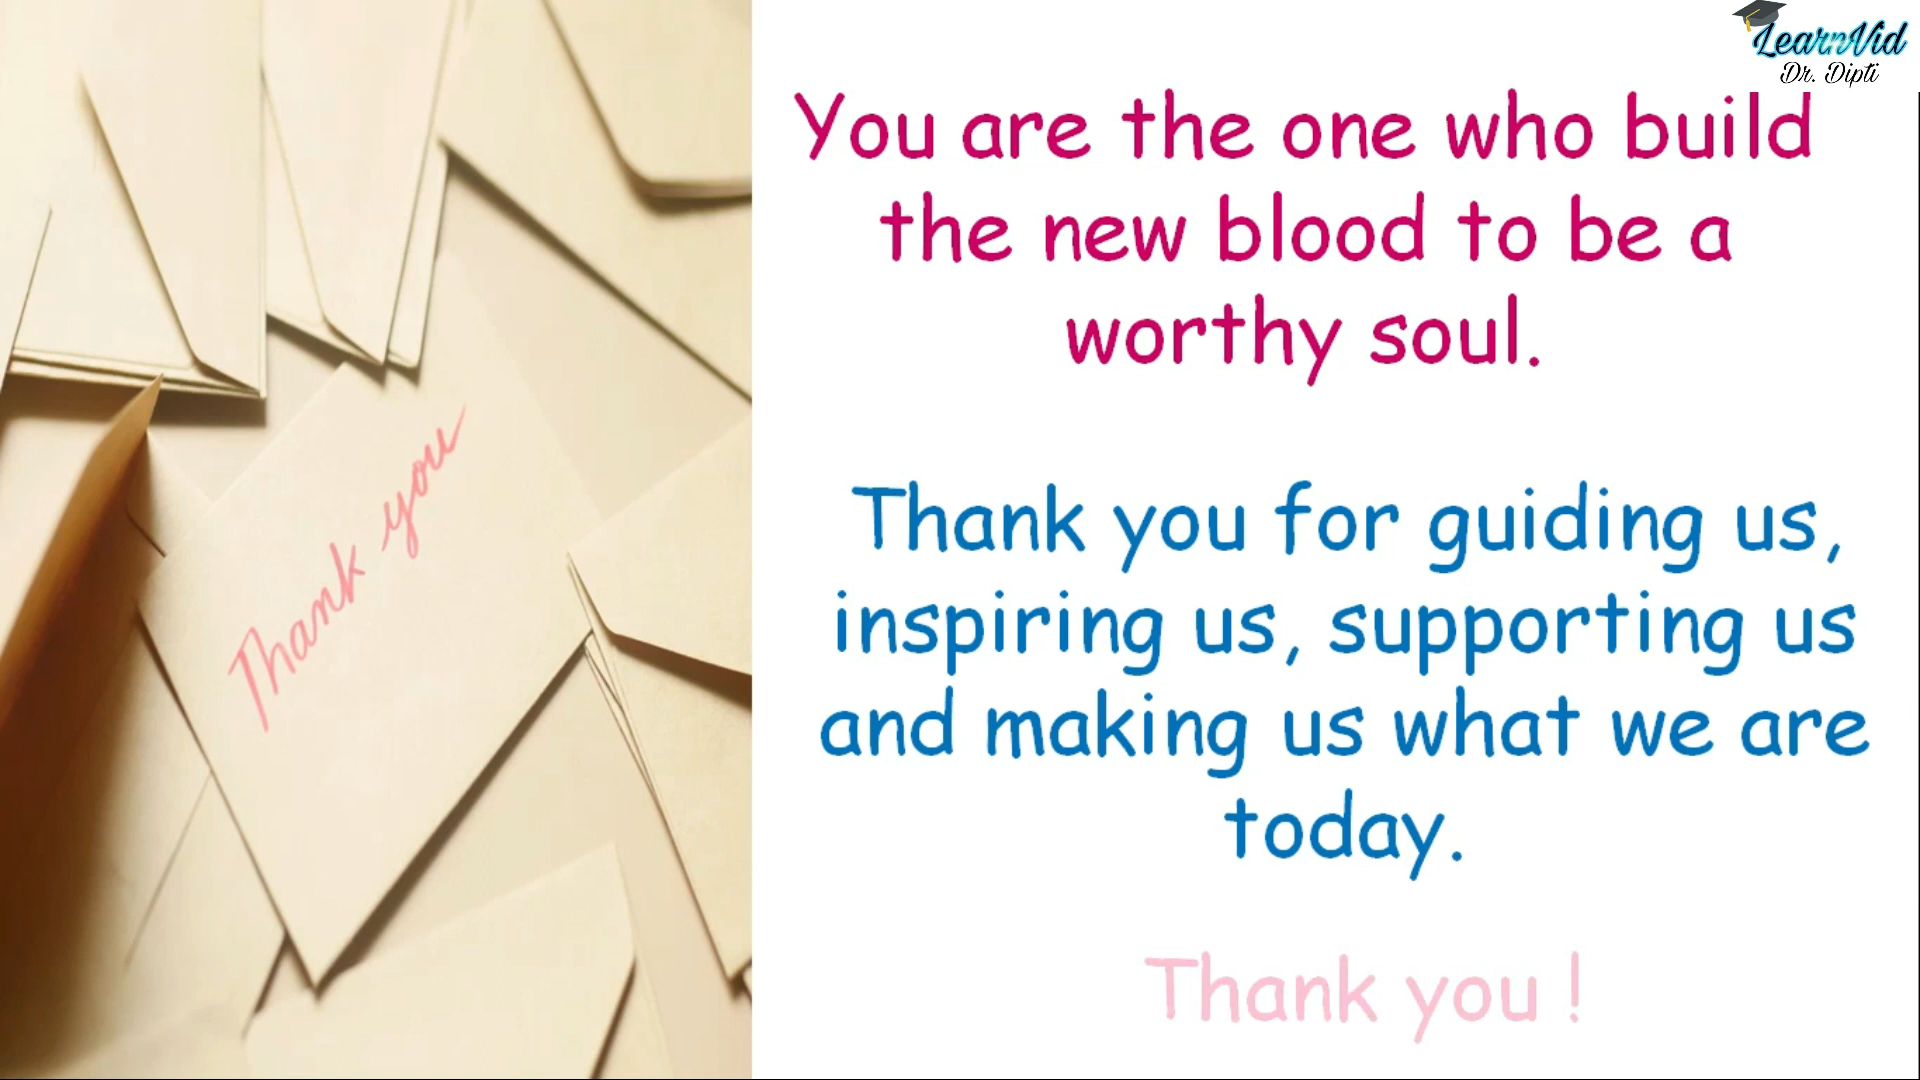 LearnVid
Dr. Dipti
You are the one who build
the new blood to be a
worthy soul.
Thank you
Thank you for guiding us,
inspiring us, supporting us
and making us what we are
today.
Thank you !